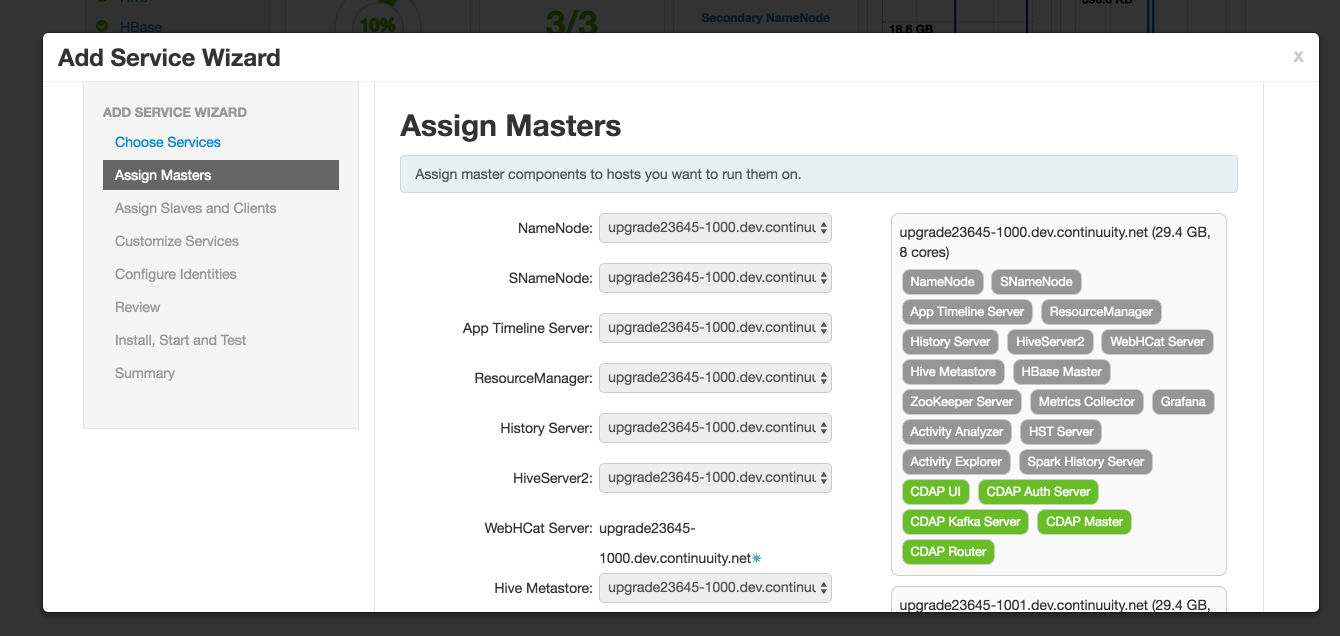 Hive
HBase
10%
3/3
Secondary NameNode
18.6 GB
Add Service Wizard
x
ADD SERVICE WIZARD
Choose Services
Assign Masters
Assign Slaves and Clients
Customize Services
Configure Identities
Review
Install, Start and Test
Summary
Assign Masters
Assign master components to hosts you want to run them on.
NameNode: upgrade23645-1000.dev.continuu
SNameNode: upgrade23645-1000.dev.continuu
App Timeline Server: upgrade23645-1000.dev.continuu
ResourceManager: upgrade23645-1000.dev.continuu
History Server: upgrade23645-1000.dev.continuu
HiveServer2: upgrade23645-1000.dev.continuu
WebHCat Server: upgrade23645-
1000.dev.continuuity.net*
Hive Metastore: upgrade23645-1000.dev.continuu
upgrade23645-1000.dev.continuuity.net (29.4 GB,
8 cores)
NameNode SNameNode
App Timeline Server ResourceManager
History Server HiveServer2 WebHCat Server
Hive Metastore HBase Master
ZooKeeper Server Metrics Collector Grafana
Activity Analyzer HST Server
Activity Explorer Spark History Server
CDAP UI CDAP Auth Server
CDAP Kafka Server CDAP Master
CDAP Router
upgrade23645-1001.dev.continuuity.net (29.4 GB,